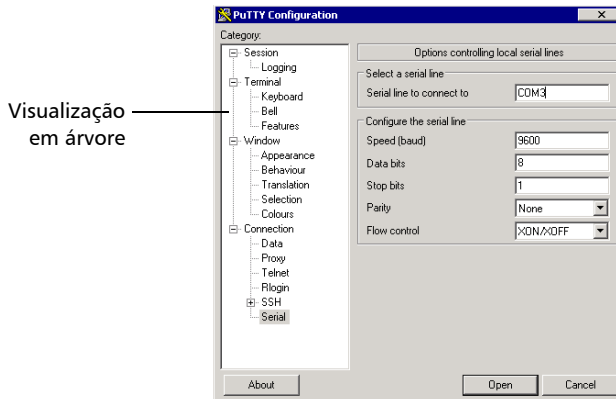 PuTTY Configuration
Category:
Session
Logging
Terminal
Keyboard
Bell
Features
Window
Appearance
Behaviour
Translation
Selection
Colours
Connection
Data
Proxy
Telnet
Rlogin
SSH
Serial
Options controlling local serial lines
Select a serial line
Serial line to connect to COM3
Configure the serial line
Speed (baud) 9600
Data bits 8
Stop bits 1
Parity None
Flow control XON/XOFF
About Open Cancel
Visualização
em árvore